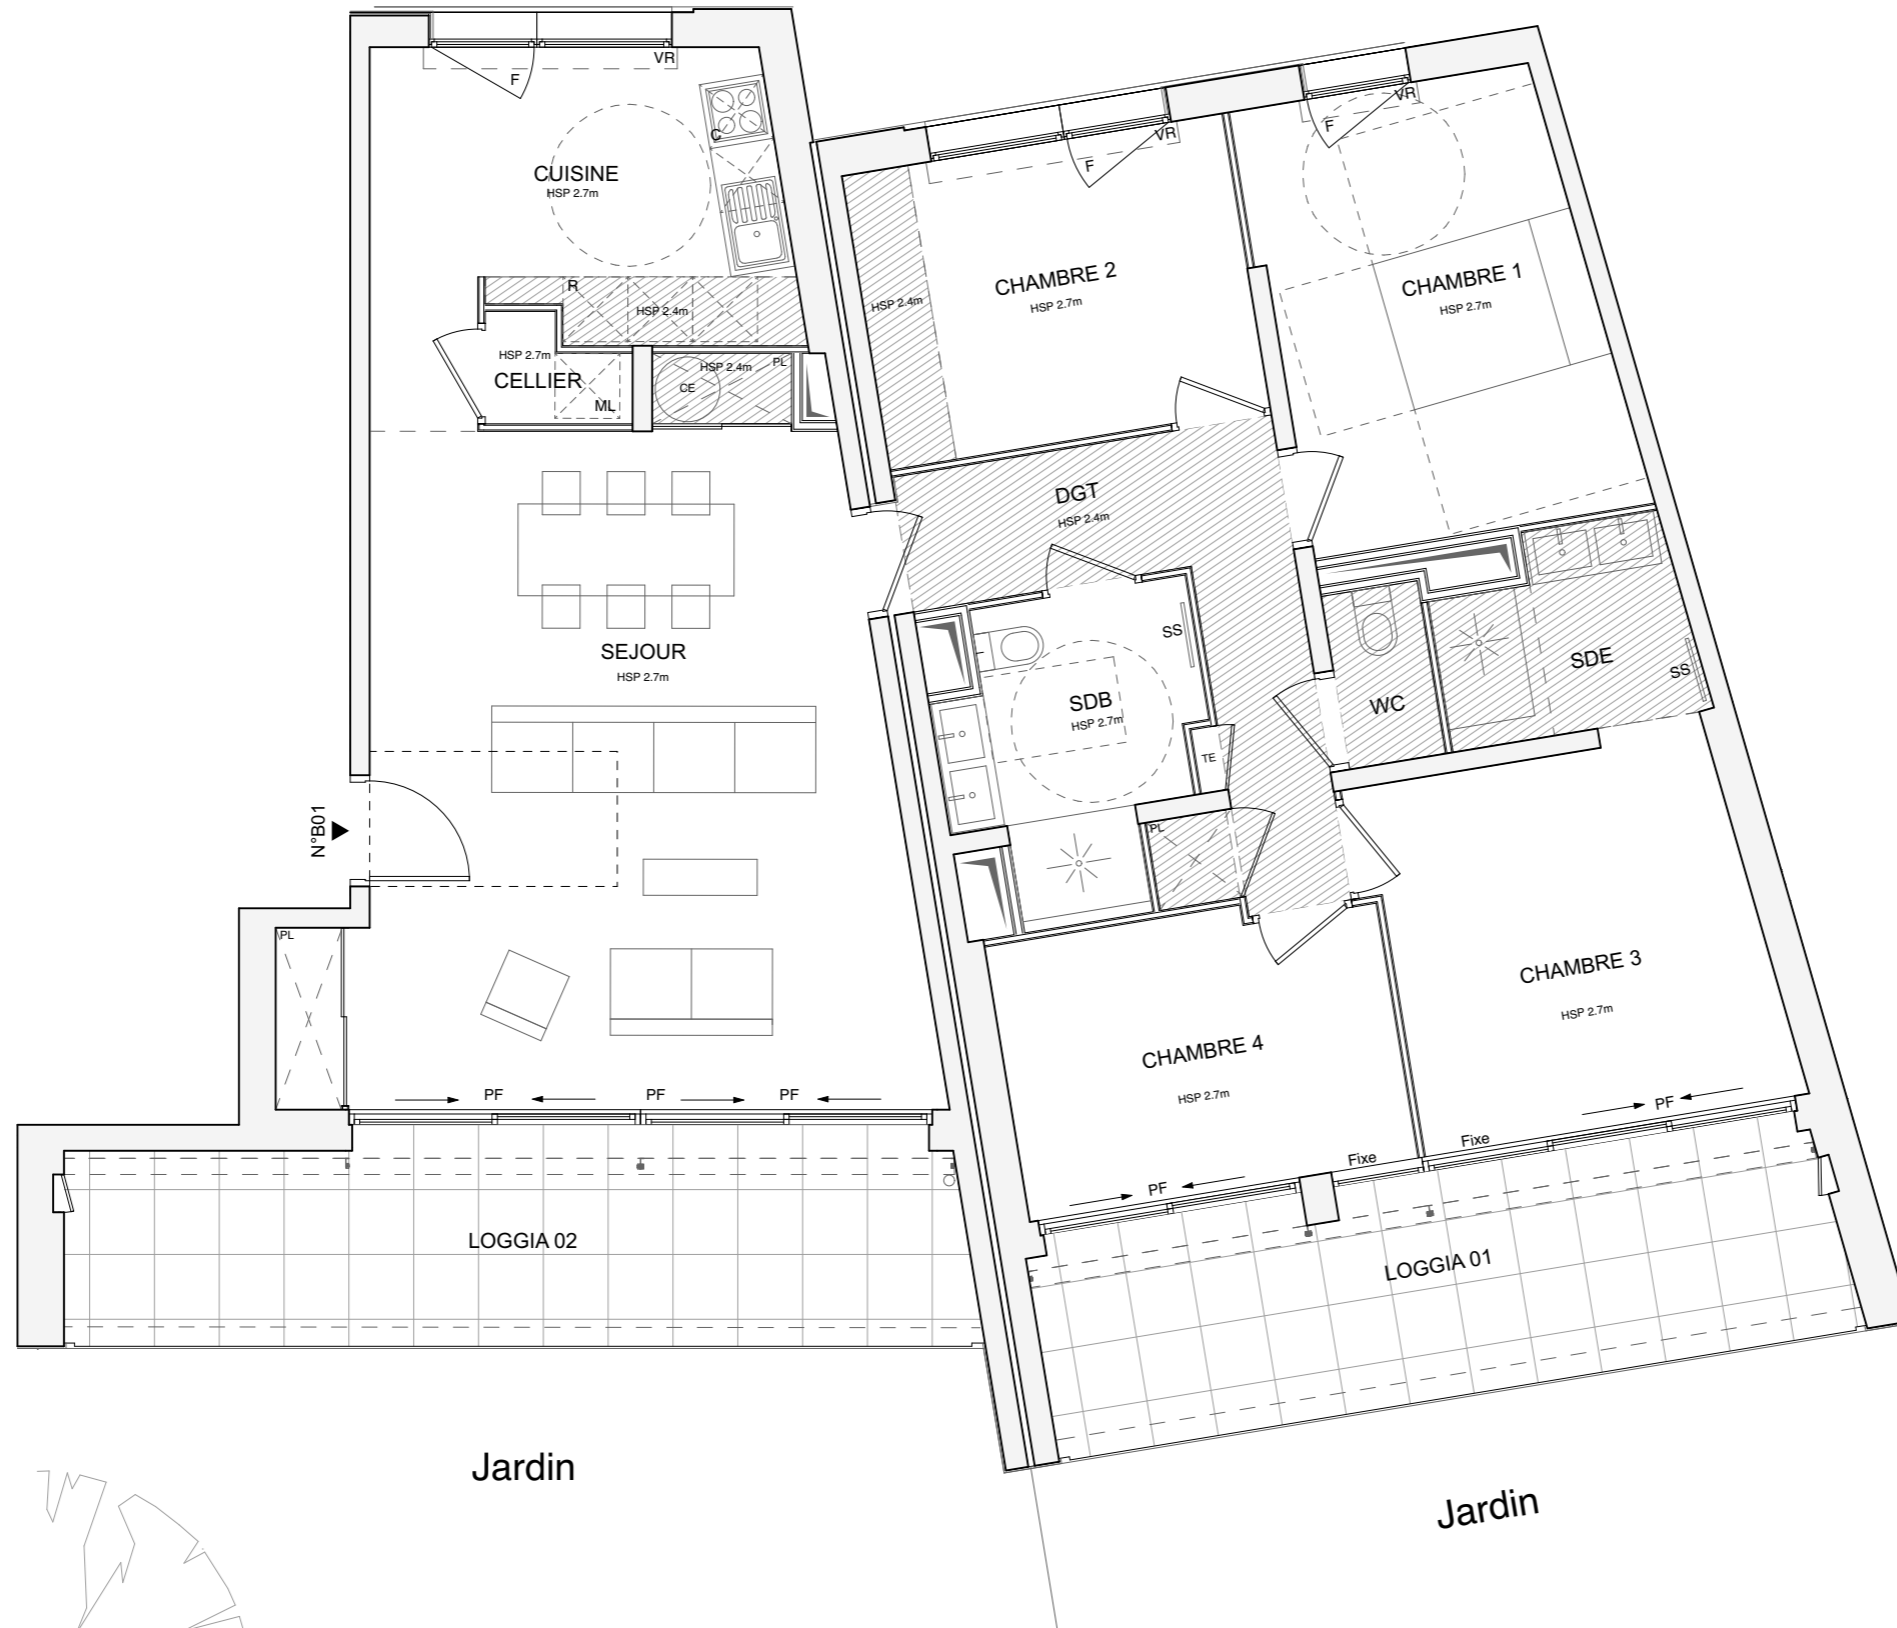 VR
F
C
CUISINE
HSP 2.7m
R
HSP 2.4m
HSP 2.7m
CELLIER
ML
HSP 2.4m
PL
CE
VR
F
VR
F
CHAMBRE 2
HSP 2.7m
HSP 2.4m
CHAMBRE 1
HSP 2.7m
DGT
HSP 2.4m
SEJOUR
HSP 2.7m
SS
SDB
HSP 2.7m
TE
PL
WC
SDE
SS
N°B01
PL
CHAMBRE 3
HSP 2.7m
CHAMBRE 4
HSP 2.7m
PF
PF
PF
PF
Fixe
Fixe
PF
LOGGIA 02
LOGGIA 01
Jardin
Jardin